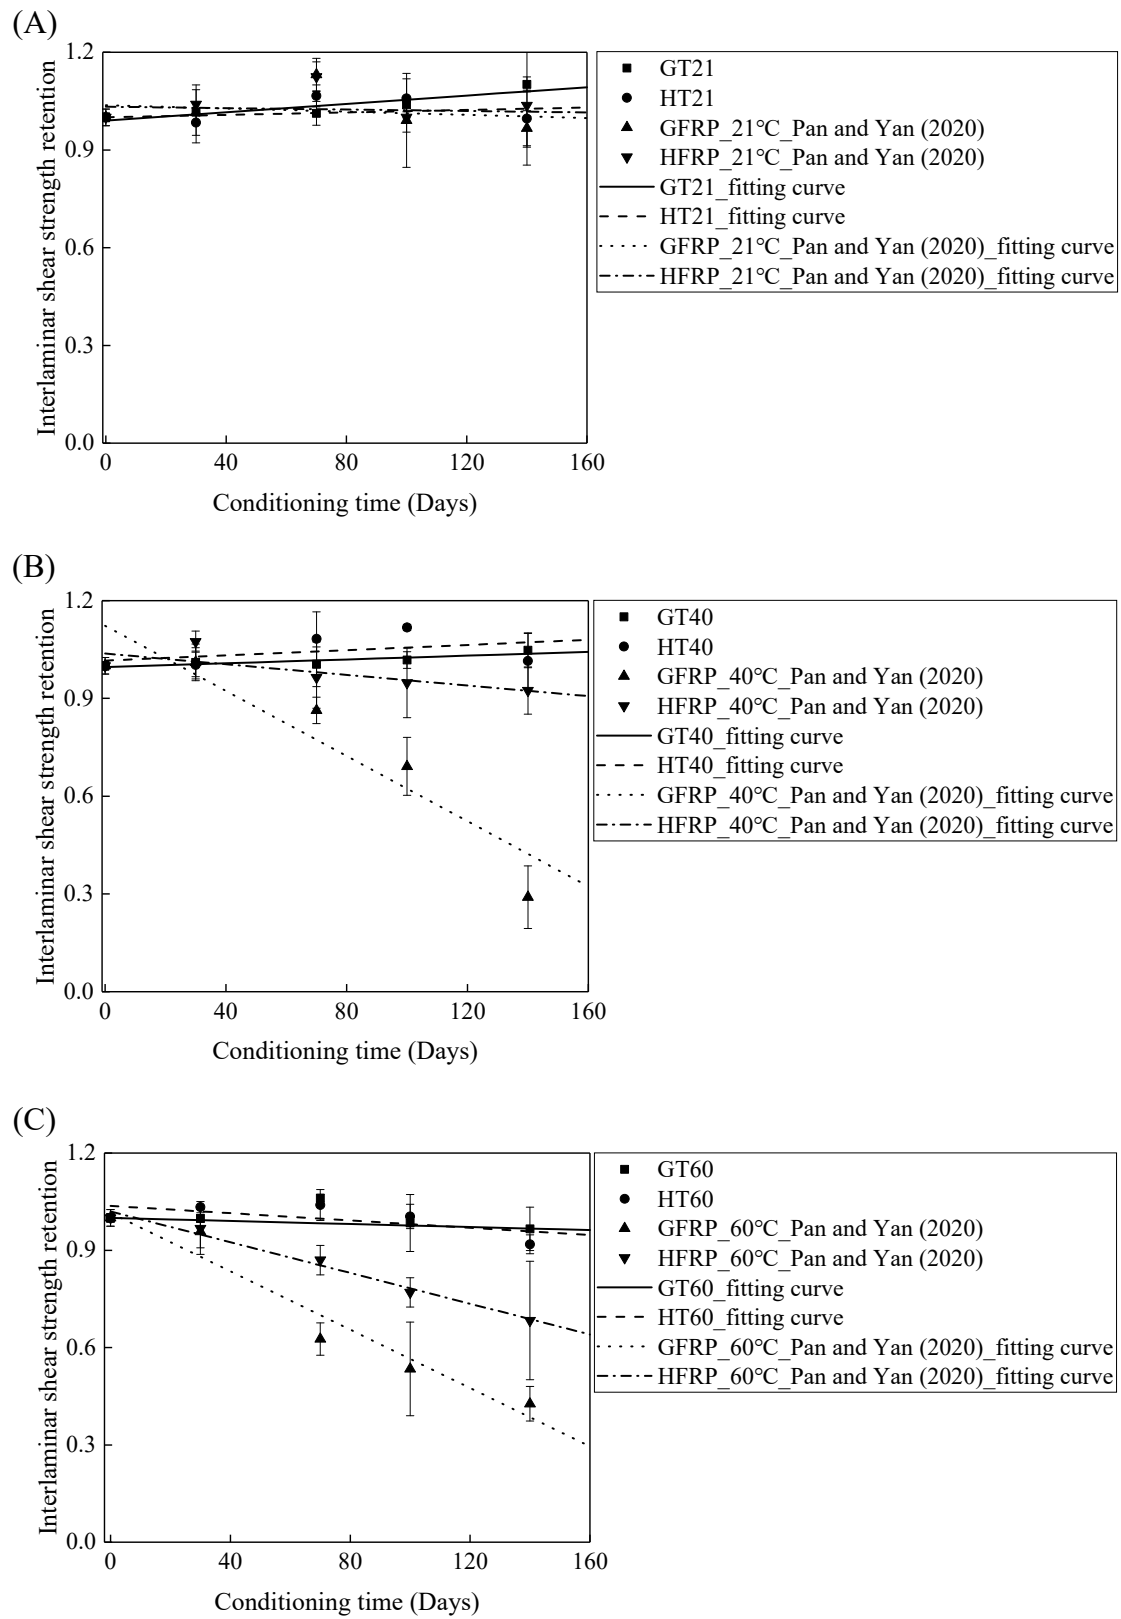 (A)
1.2
0.9
0.6
0.3
0.0
Interlaminar shear strength retention
0
40
80
120
160
Conditioning time (Days)
GT21
HT21
GFRP_21℃_Pan and Yan (2020)
HFRP_21℃_Pan and Yan (2020)
GT21_fitting curve
HT21_fitting curve
GFRP_21℃_Pan and Yan (2020)_fitting curve
HFRP_21℃_Pan and Yan (2020)_fitting curve
(B)
1.2
0.9
0.6
0.3
0.0
Interlaminar shear strength retention
0
40
80
120
160
Conditioning time (Days)
GT40
HT40
GFRP_40℃_Pan and Yan (2020)
HFRP_40℃_Pan and Yan (2020)
GT40_fitting curve
HT40_fitting curve
GFRP_40℃_Pan and Yan (2020)_fitting curve
HFRP_40℃_Pan and Yan (2020)_fitting curve
(C)
1.2
0.9
0.6
0.3
0.0
Interlaminar shear strength retention
0
40
80
120
160
Conditioning time (Days)
GT60
HT60
GFRP_60℃_Pan and Yan (2020)
HFRP_60℃_Pan and Yan (2020)
GT60_fitting curve
HT60_fitting curve
GFRP_60℃_Pan and Yan (2020)_fitting curve
HFRP_60℃_Pan and Yan (2020)_fitting curve